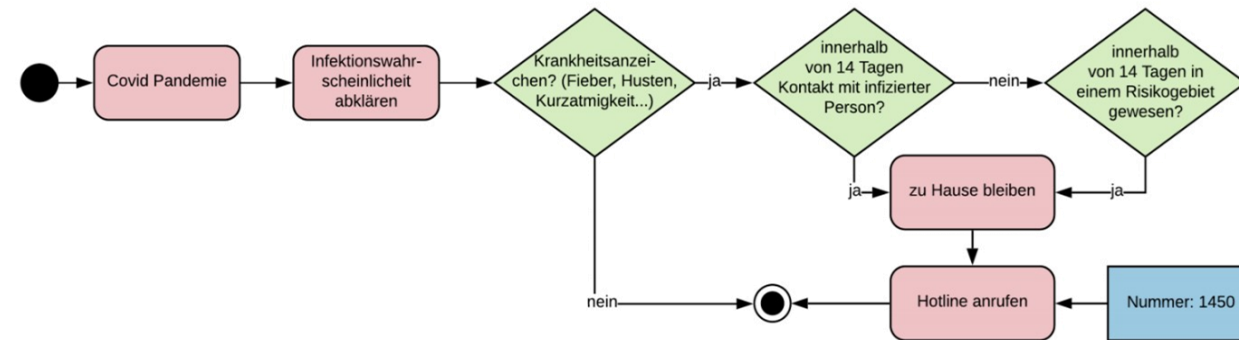 Covid Pandemie
Infektionswahr-
scheinlicheit
abklären
Krankheitsanzei-
chen? (Fieber, Husten,
Kurzatmigkeit...)
ja
innerhalb
von 14 Tagen
Kontakt mit infizierter
Person?
nein
innerhalb
von 14 Tagen in
einem Risikogebiet
gewesen?
ja
zu Hause bleiben
ja
nein
Hotline anrufen
Nummer: 1450